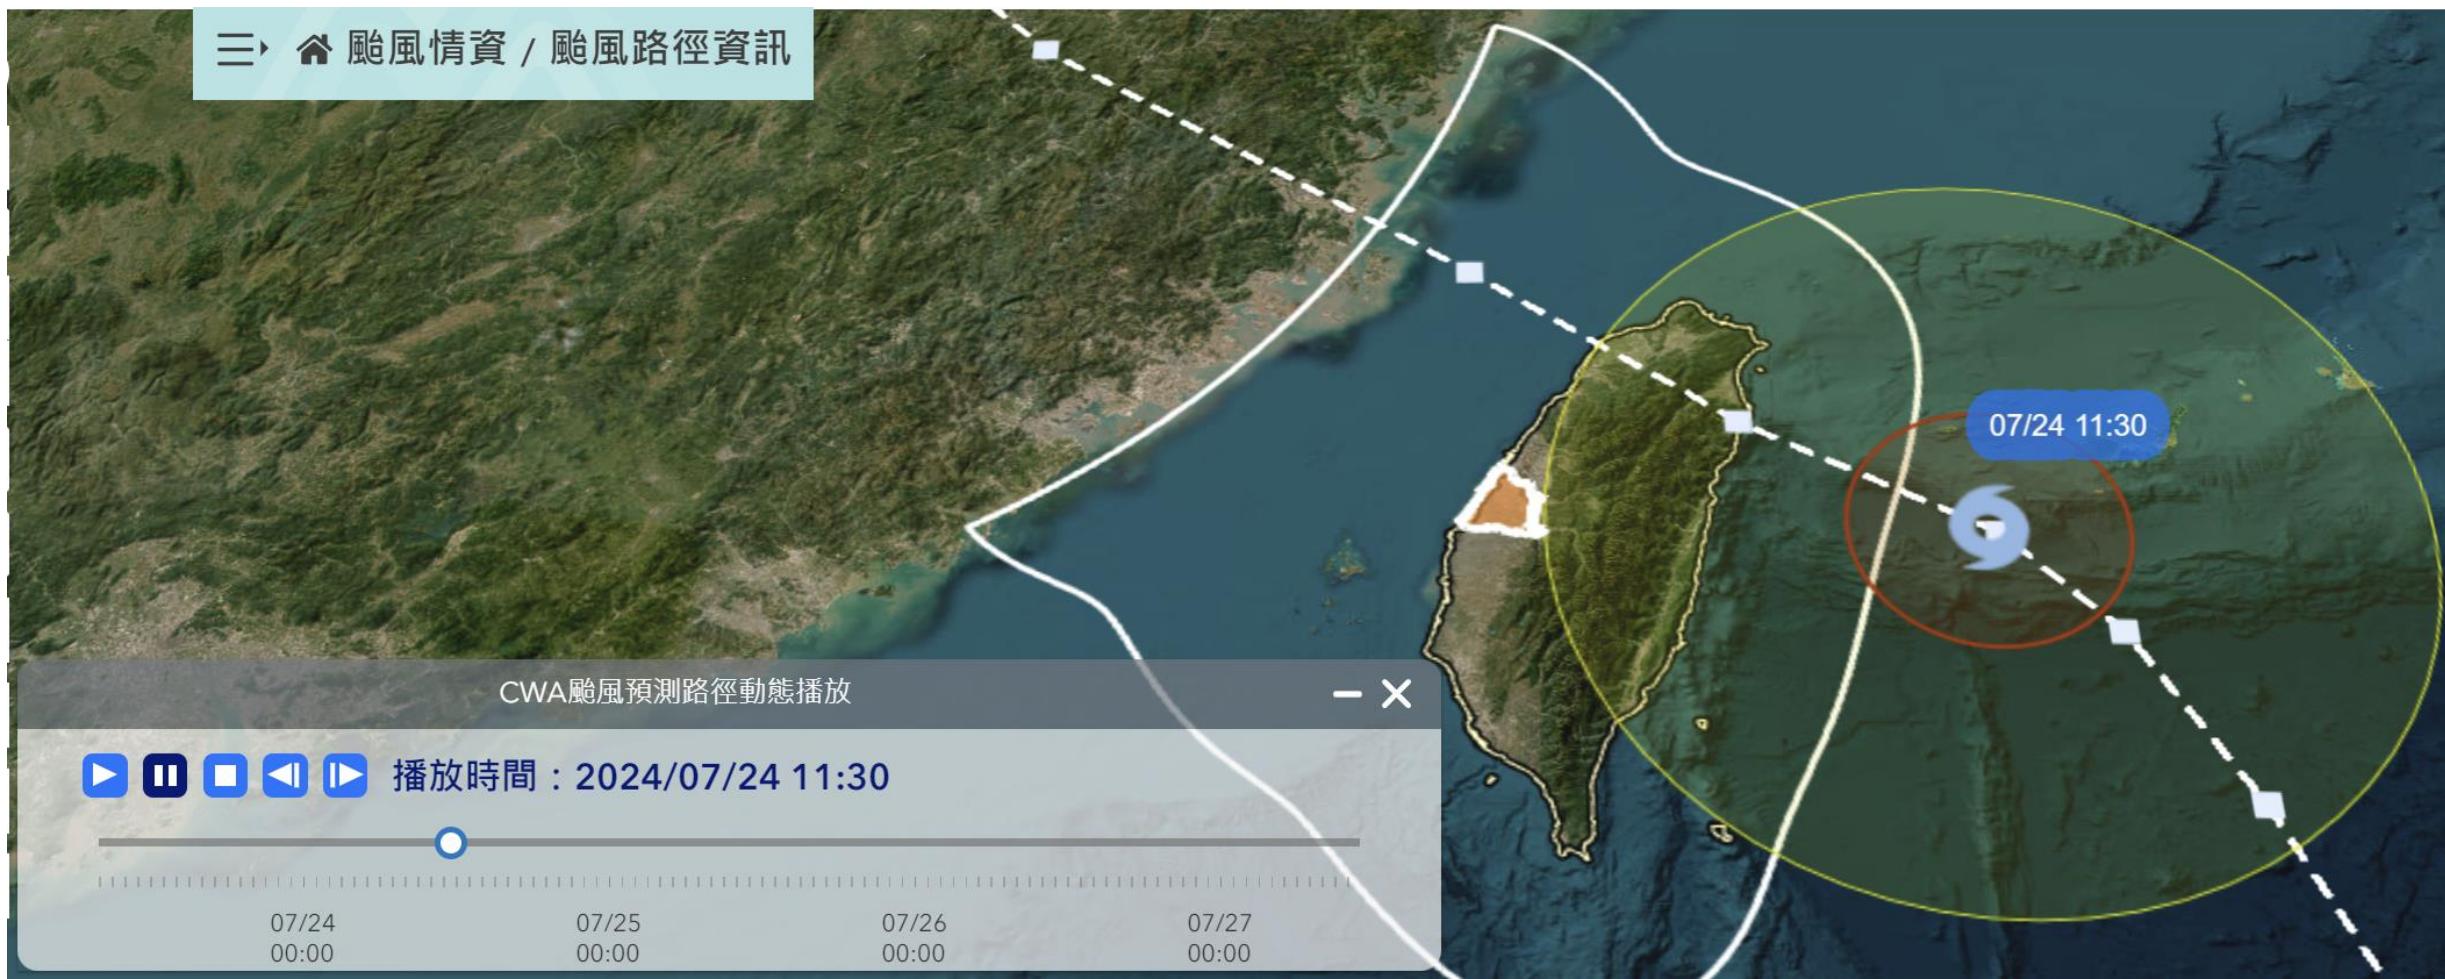 颱風情資 / 颱風路徑資訊
07/24 11:30
CWA颱風預測路徑動態播放
播放時間：2024/07/24 11:30
07/24 07/25 07/26 07/27
00:00 00:00 00:00 00:00